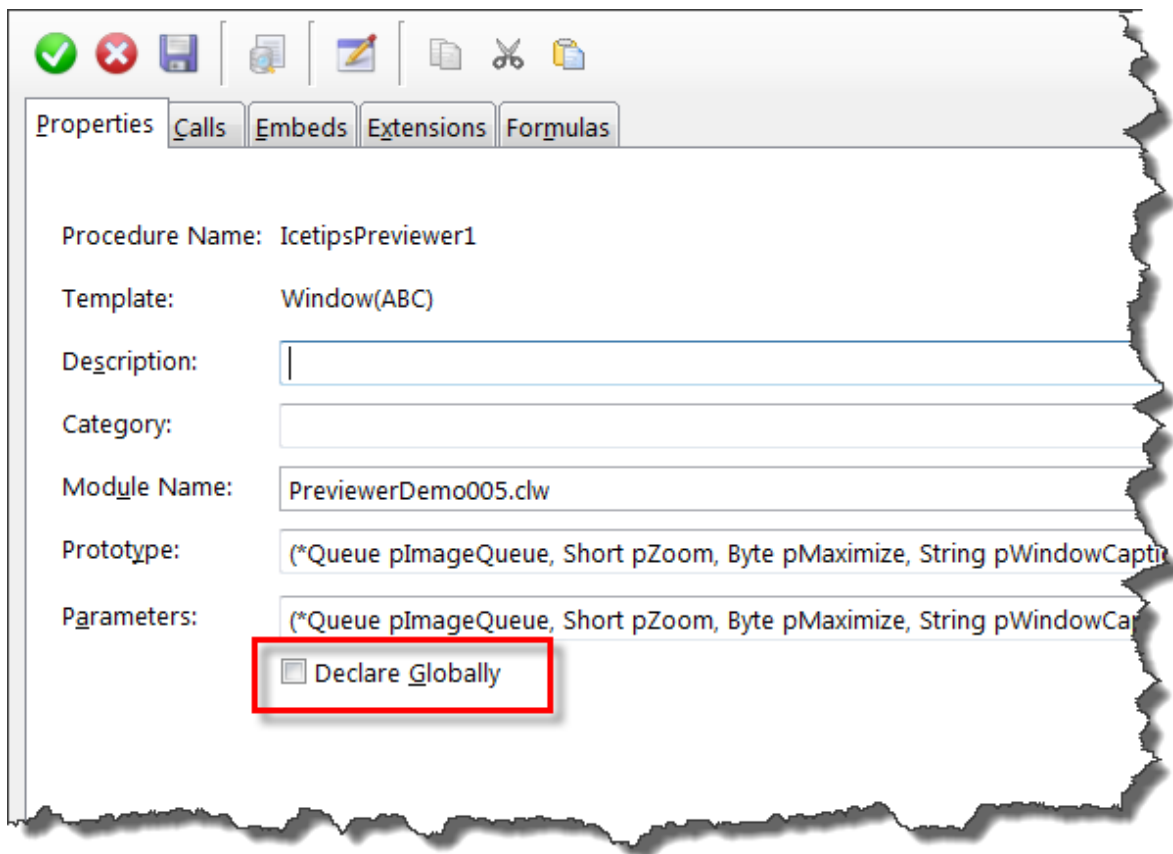 Properties Calls Embeds Extensions Formulas
Procedure Name: IcetipsPreviewer1
Template: Window(ABC)
Description:
Category:
Module Name: PreviewerDemo005.clw
Prototype: (*Queue pImageQueue, Short pZoom, Byte pMaximize, String pWindowCaptio
Parameters: (*Queue pImageQueue, Short pZoom, Byte pMaximize, String pWindowCap
Declare Globally